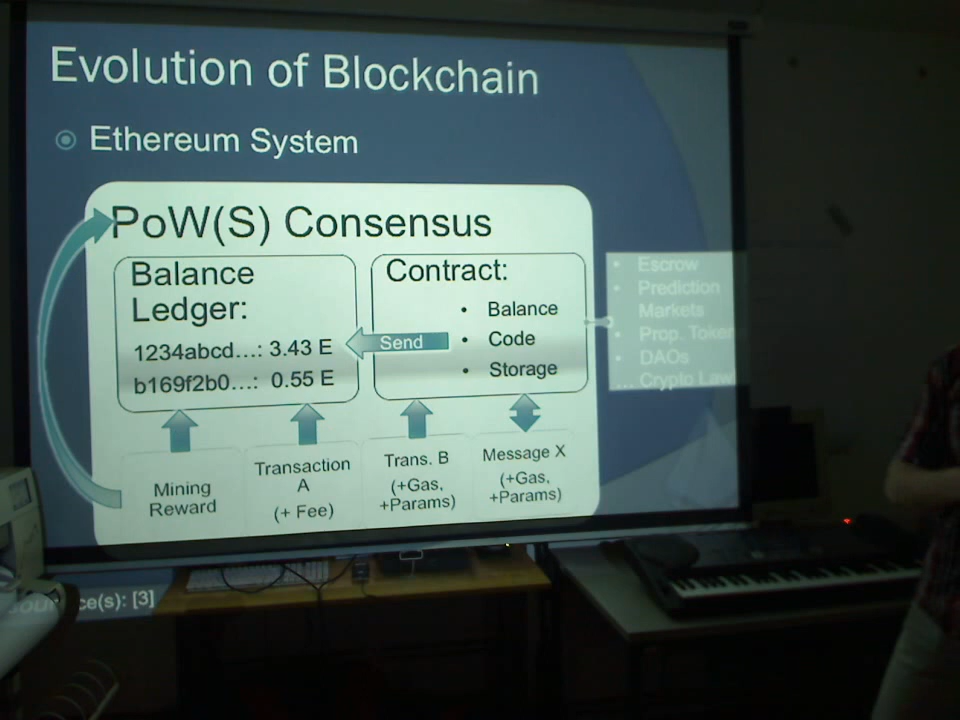 Evolution of Blockchain
Ethereum System
PoW(S) Consensus
Balance
Ledger:
1234abcd...: 3.43 E
b169f2b0...: 0.55 E
Send
Contract:
• Balance
• Code
• Storage
• Escrow
• Prediction
Markets
• Prop. Token
• DAOs
... Crypto Law
Mining
Reward
Transaction
A
(+ Fee)
Trans. B
(+Gas,
+Params)
Message X
(+Gas,
+Params)
ce(s): [3]